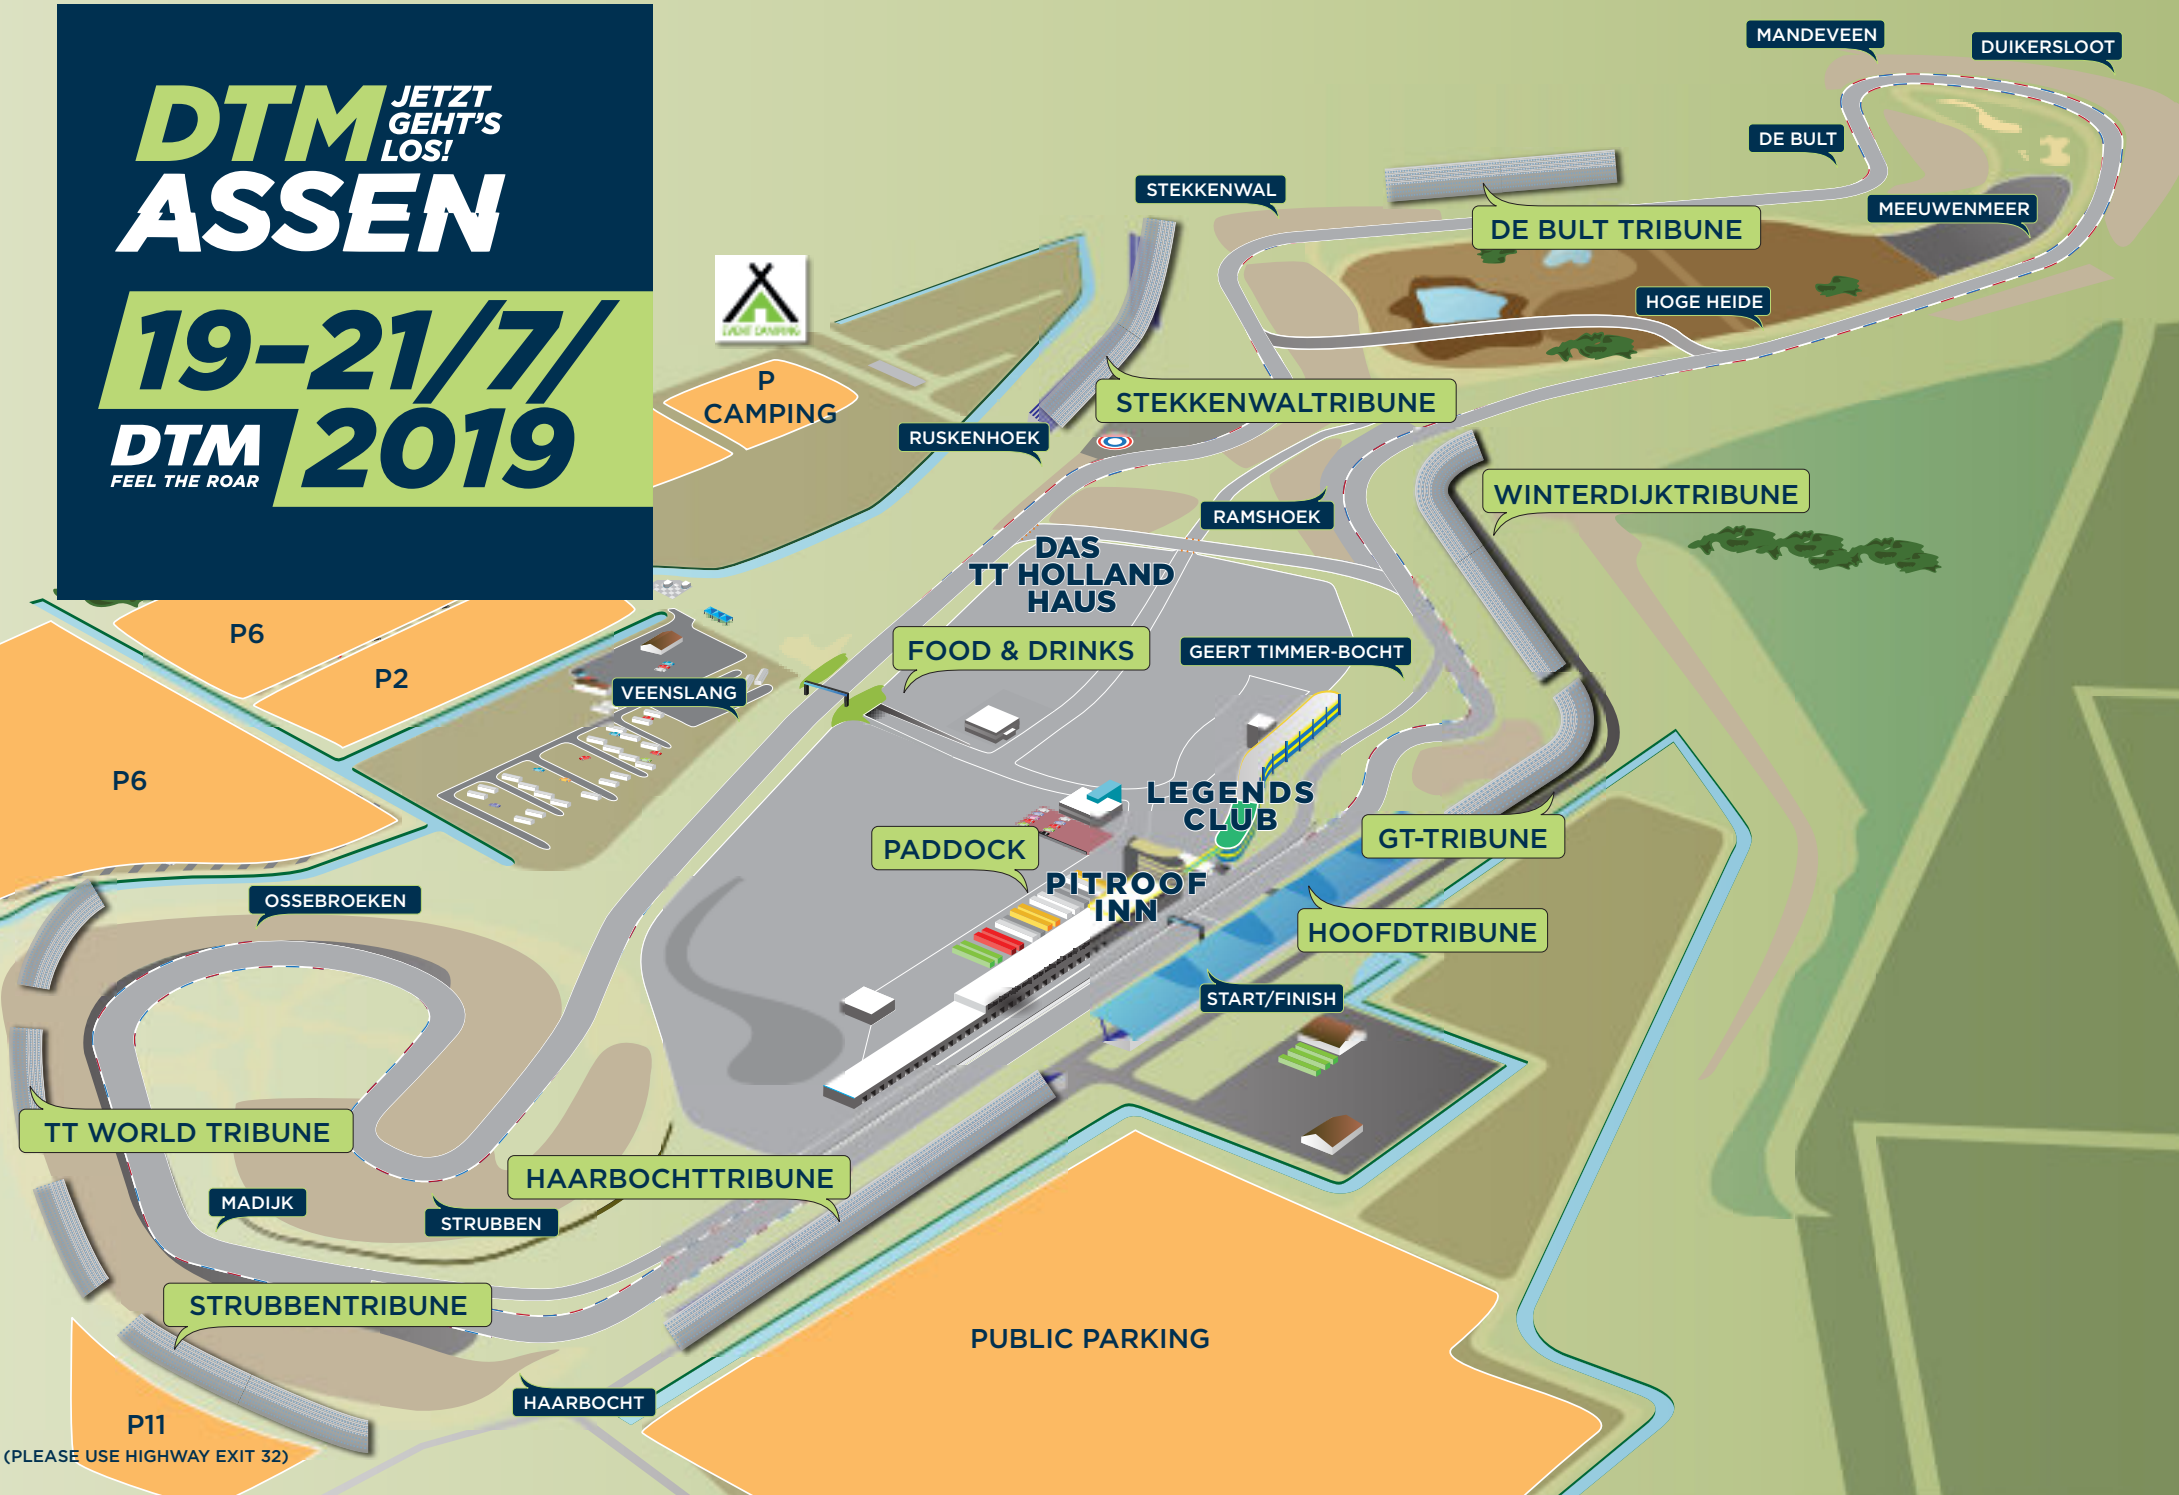 DTM JETZT
GEHT'S
LOS!
ASSEN
19-21/7/
2019
DTM
FEEL THE ROAR
MANDEVEEN
DUIKERSLOOT
DE BULT
STEKKENWAL
MEEUWENMEER
DE BULT TRIBUNE
HOGE HEIDE
EVENT CAMPING
P
CAMPING
STEKKENWALTRIBUNE
RUSKENHOEK
WINTERDIJKTRIBUNE
RAMSHOEK
DAS
TT HOLLAND
HAUS
P6
FOOD & DRINKS
GEERT TIMMER-BOCHT
P2
VEENSLANG
P6
LEGENDS
CLUB
GT-TRIBUNE
PADDOCK
PITROOF
INN
OSSEBROEKEN
HOOFDTRIBUNE
START/FINISH
TT WORLD TRIBUNE
HAARBOCHTTRIBUNE
MADIJK
STRUBBEN
STRUBBENTRIBUNE
PUBLIC PARKING
HAARBOCHT
P11
(PLEASE USE HIGHWAY EXIT 32)